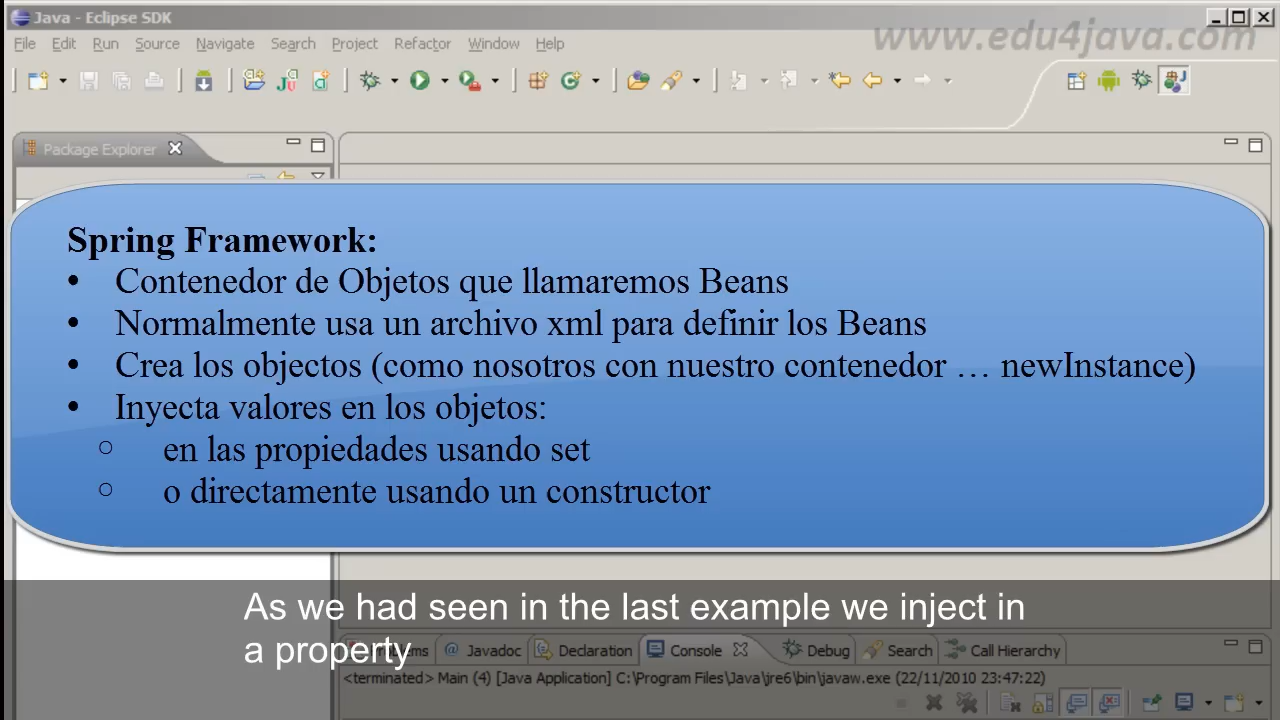 Java - Eclipse SDK
www.edu4java.com
File Edit Run Source Navigate Search Project Refactor Window Help
Package Explorer
Spring Framework:
• Contenedor de Objetos que llamaremos Beans
• Normalmente usa un archivo xml para definir los Beans
• Crea los objectos (como nosotros con nuestro contenedor … newInstance)
• Inyecta valores en los objetos:
○ en las propiedades usando set
○ o directamente usando un constructor
As we had seen in the last example we inject in
a property
Javadoc Declaration Console Debug Search Call Hierarchy
<terminated> Main (4) [Java Application] C:\Program Files\Java\jre6\bin\javaw.exe (22/11/2010 23:47:22)